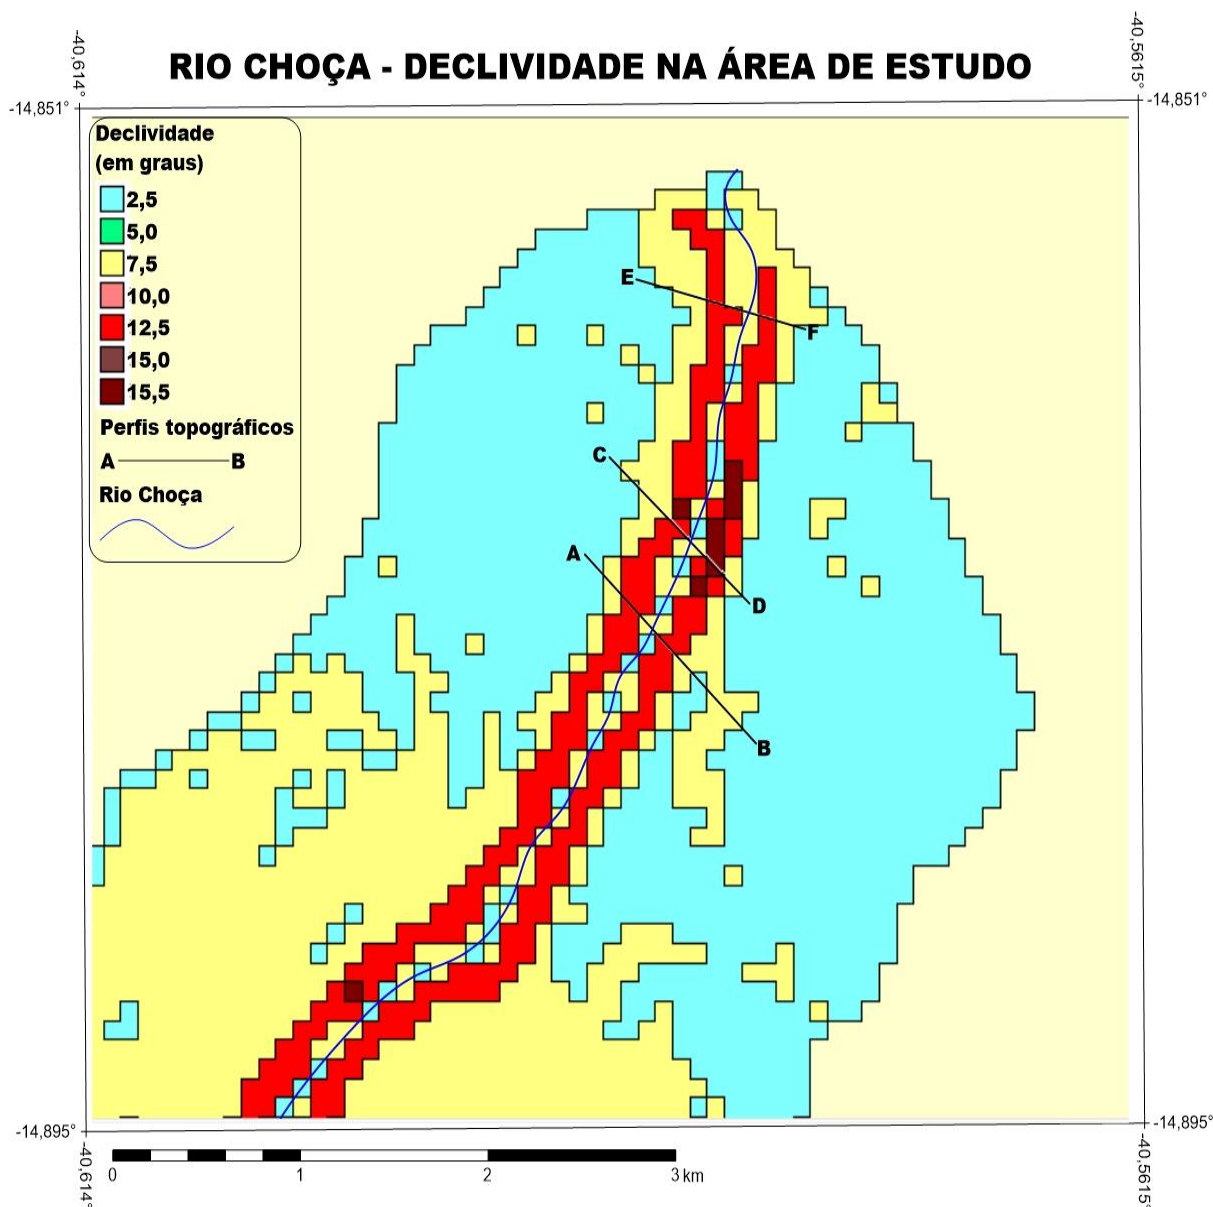 -40,614°
-40,5615°
RIO CHOÇA - DECLIVIDADE NA ÁREA DE ESTUDO
-14,851°
-14,851°
Declividade
(em graus)
2,5
5,0
7,5
10,0
12,5
15,0
15,5
Perfis topográficos
A B
Rio Choça
E
F
C
A
D
B
-14,895°
-14,895°
-40,614°
-40,5615°
0 1 2 3 km